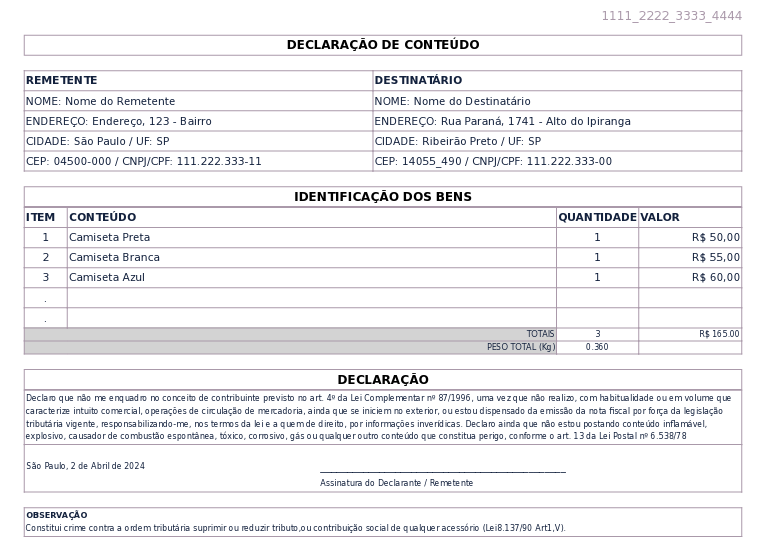 1111_2222_3333_4444
DECLARAÇÃO DE CONTEÚDO
REMETENTE DESTINATÁRIO
NOME: Nome do Remetente NOME: Nome do Destinatário
ENDEREÇO: Endereço, 123 - Bairro ENDEREÇO: Rua Paraná, 1741 - Alto do Ipiranga
CIDADE: São Paulo / UF: SP CIDADE: Ribeirão Preto / UF: SP
CEP: 04500-000 / CNPJ/CPF: 111.222.333-11 CEP: 14055_490 / CNPJ/CPF: 111.222.333-00
IDENTIFICAÇÃO DOS BENS
ITEM CONTEÚDO QUANTIDADE VALOR
1 Camiseta Preta 1 R$ 50,00
2 Camiseta Branca 1 R$ 55,00
3 Camiseta Azul 1 R$ 60,00
.
.
TOTAIS 3 R$ 165.00
PESO TOTAL (Kg) 0.360
DECLARAÇÃO
Declaro que não me enquadro no conceito de contribuinte previsto no art. 4º da Lei Complementar nº 87/1996, uma vez que não realizo, com habitualidade ou em volume que
caracterize intuito comercial, operações de circulação de mercadoria, ainda que se iniciem no exterior, ou estou dispensado da emissão da nota fiscal por força da legislação
tributária vigente, responsabilizando-me, nos termos da lei e a quem de direito, por informações inverídicas. Declaro ainda que não estou postando conteúdo inflamável,
explosivo, causador de combustão espontânea, tóxico, corrosivo, gás ou qualquer outro conteúdo que constitua perigo, conforme o art. 13 da Lei Postal nº 6.538/78
São Paulo, 2 de Abril de 2024
Assinatura do Declarante / Remetente
OBSERVAÇÃO
Constitui crime contra a ordem tributária suprimir ou reduzir tributo,ou contribuição social de qualquer acessório (Lei8.137/90 Art1,V).